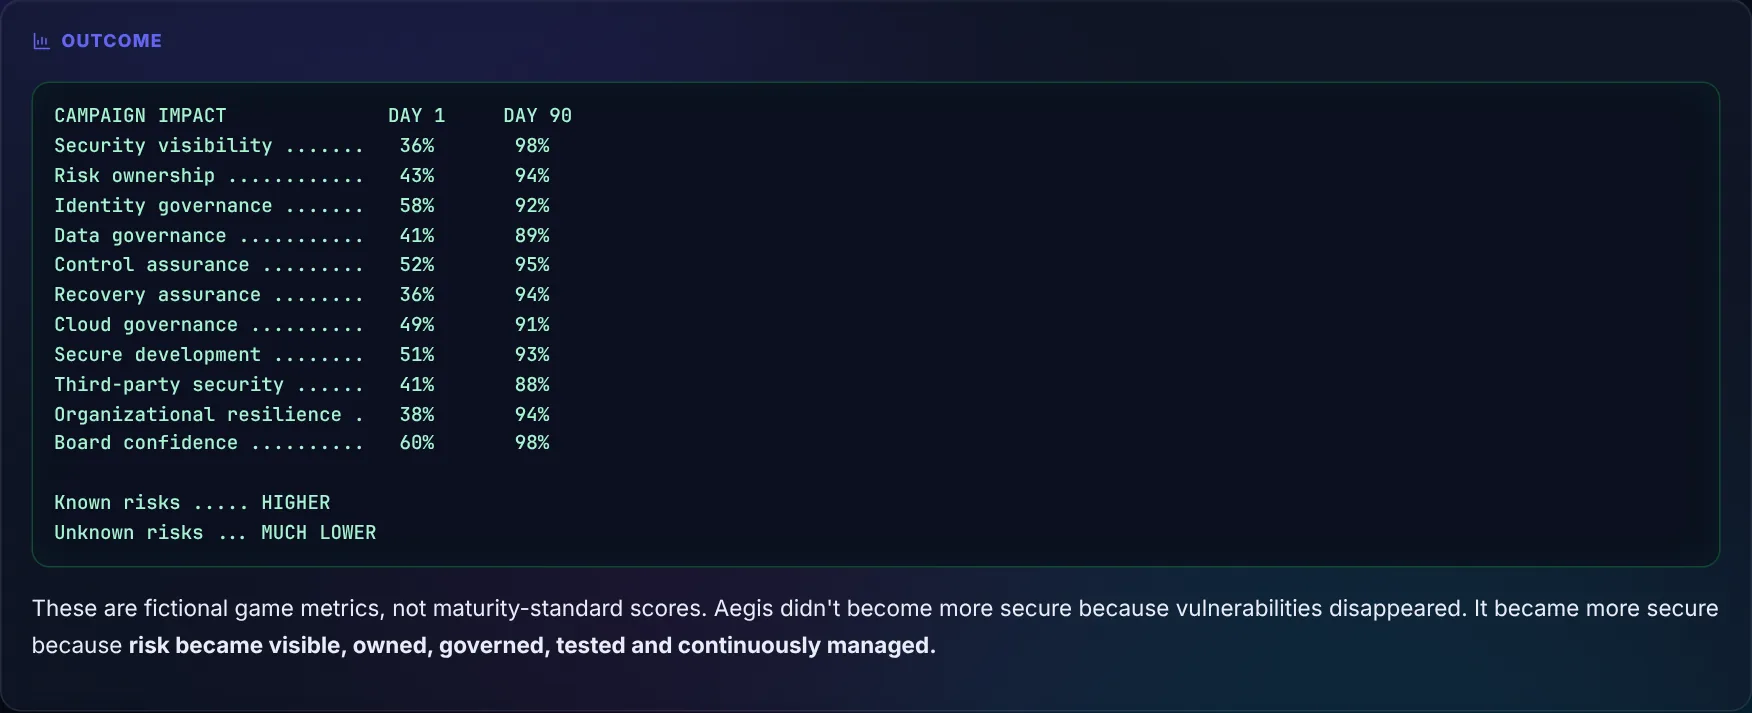 OUTCOME
CAMPAIGN IMPACT DAY 1 DAY 90
Security visibility ....... 36% 98%
Risk ownership ............ 43% 94%
Identity governance ....... 58% 92%
Data governance ........... 41% 89%
Control assurance ......... 52% 95%
Recovery assurance ........ 36% 94%
Cloud governance .......... 49% 91%
Secure development ........ 51% 93%
Third-party security ...... 41% 88%
Organizational resilience . 38% 94%
Board confidence .......... 60% 98%
Known risks ..... HIGHER
Unknown risks ... MUCH LOWER
These are fictional game metrics, not maturity-standard scores. Aegis didn't become more secure because vulnerabilities disappeared. It became more secure
because risk became visible, owned, governed, tested and continuously managed.